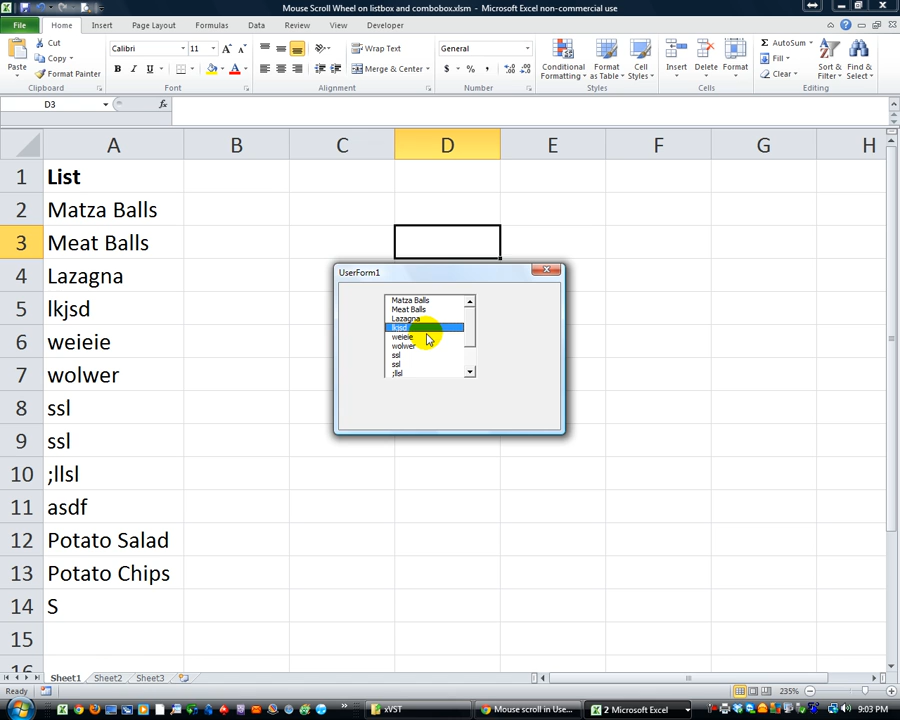 Mouse Scroll Wheel on listbox and combobox.xlsm - Microsoft Excel non-commercial use
File Home Insert Page Layout Formulas Data Review View Developer
Paste Cut Copy Format Painter
Calibri 11 A A
B I U A
Wrap Text
Merge & Center
General
$ % ,
Conditional Formatting Format as Table Cell Styles
Insert Delete Format
AutoSum Fill Clear
Sort & Filter Find & Select
Clipboard Font Alignment Number Styles Cells Editing
D3 fx
A B C D E F G H
1 List
2 Matza Balls
3 Meat Balls
4 Lazagna
5 lkjsd
6 weieie
7 wolwer
8 ssl
9 ssl
10 ;llsl
11 asdf
12 Potato Salad
13 Potato Chips
14 S
15
16
UserForm1
Matza Balls
Meat Balls
Lazagna
lkjsd
weieie
wolwer
ssl
ssl
;llsl
Sheet1 Sheet2 Sheet3
Ready 235%
xVST Mouse scroll in Use... 2 Microsoft Excel 9:03 PM